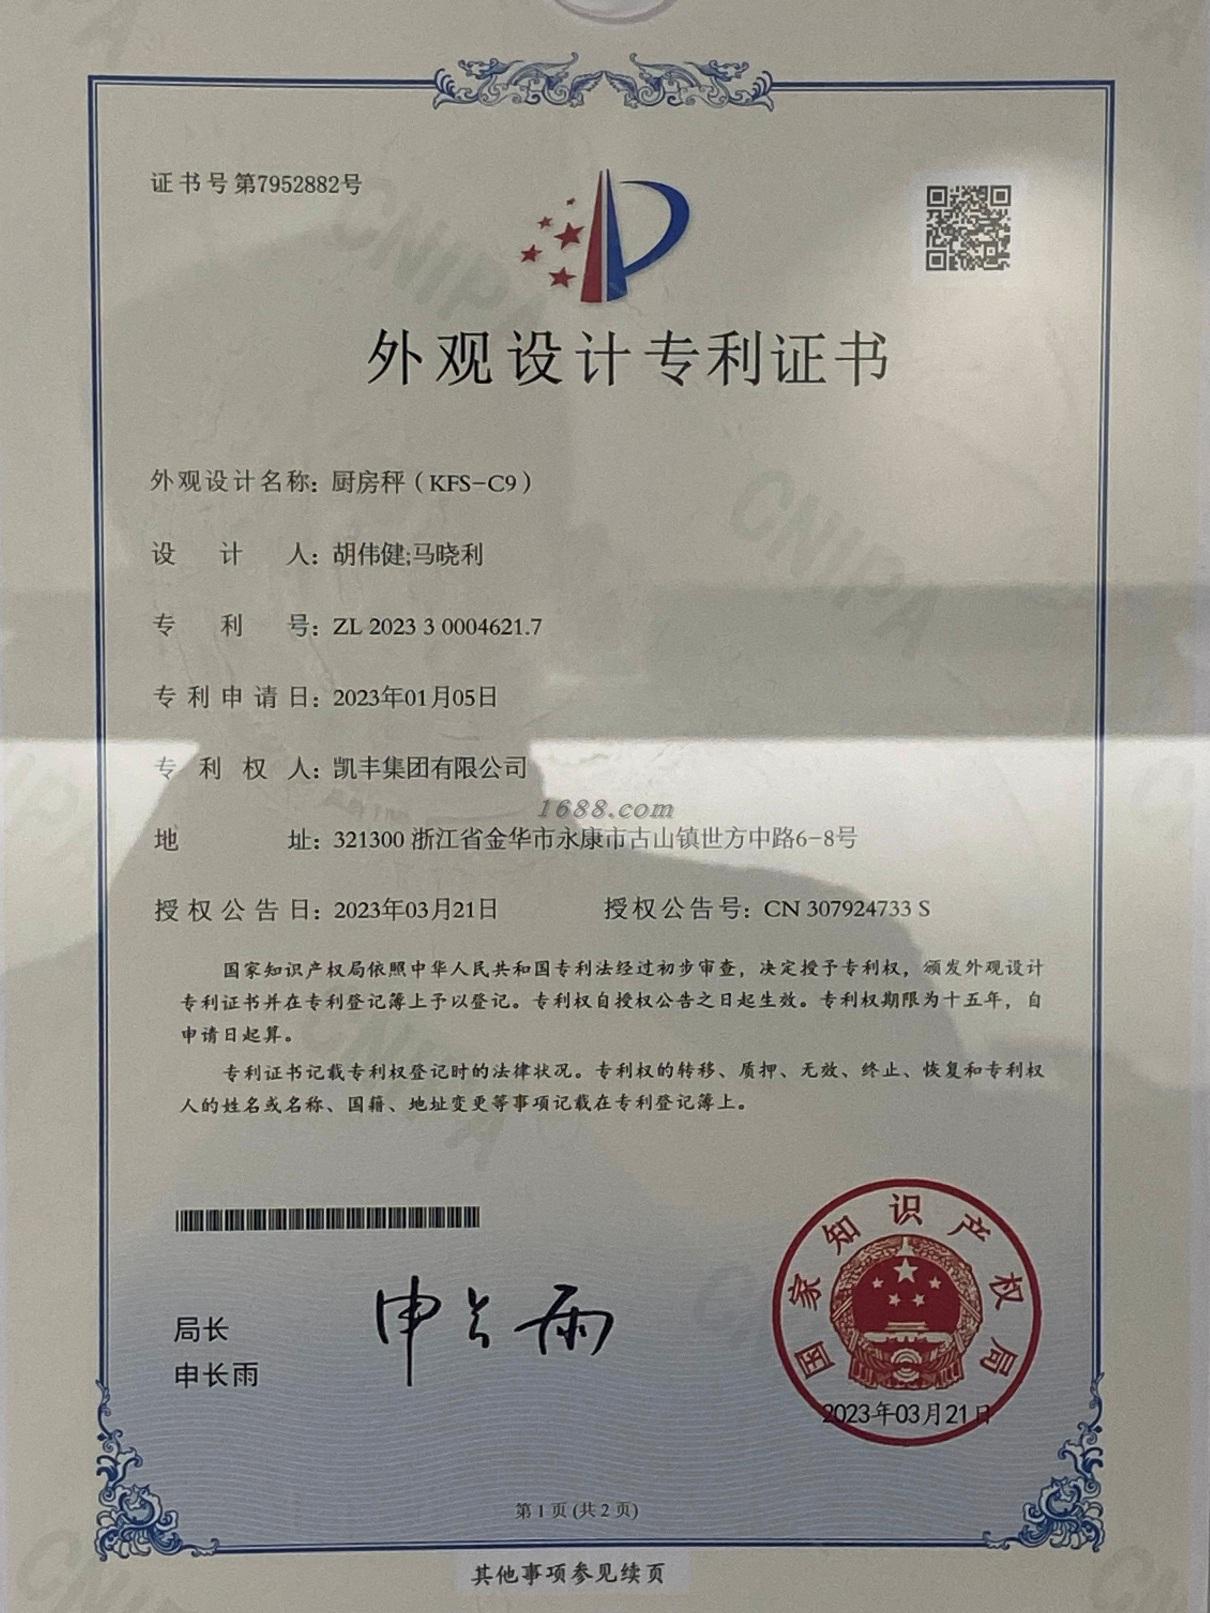 证书号第7952882号
外观设计专利证书
外观设计名称：厨房秤（KFS-C9）
设计人：胡伟健;马晓利
专利号：ZL 2023 3 0004621.7
专利申请日：2023年01月05日
专利权人：凯丰集团有限公司
1688.com
地址：321300 浙江省金华市永康市古山镇世方中路6-8号
授权公告日：2023年03月21日 授权公告号：CN 307924733 S
国家知识产权局依照中华人民共和国专利法经过初步审查，决定授予专利权，颁发外观设计
专利证书并在专利登记簿上予以登记。专利权自授权公告之日起生效。专利权期限为十五年，自
申请日起算。
专利证书记载专利权登记时的法律状况。专利权的转移、质押、无效、终止、恢复和专利权
人的姓名或名称、国籍、地址变更等事项记载在专利登记簿上。
局长
申长雨
申长雨
国家知识产权局
2023年03月21日
第 1 页 (共 2 页)
其他事项参见续页
CNIPA
CNIPA
CNIPA